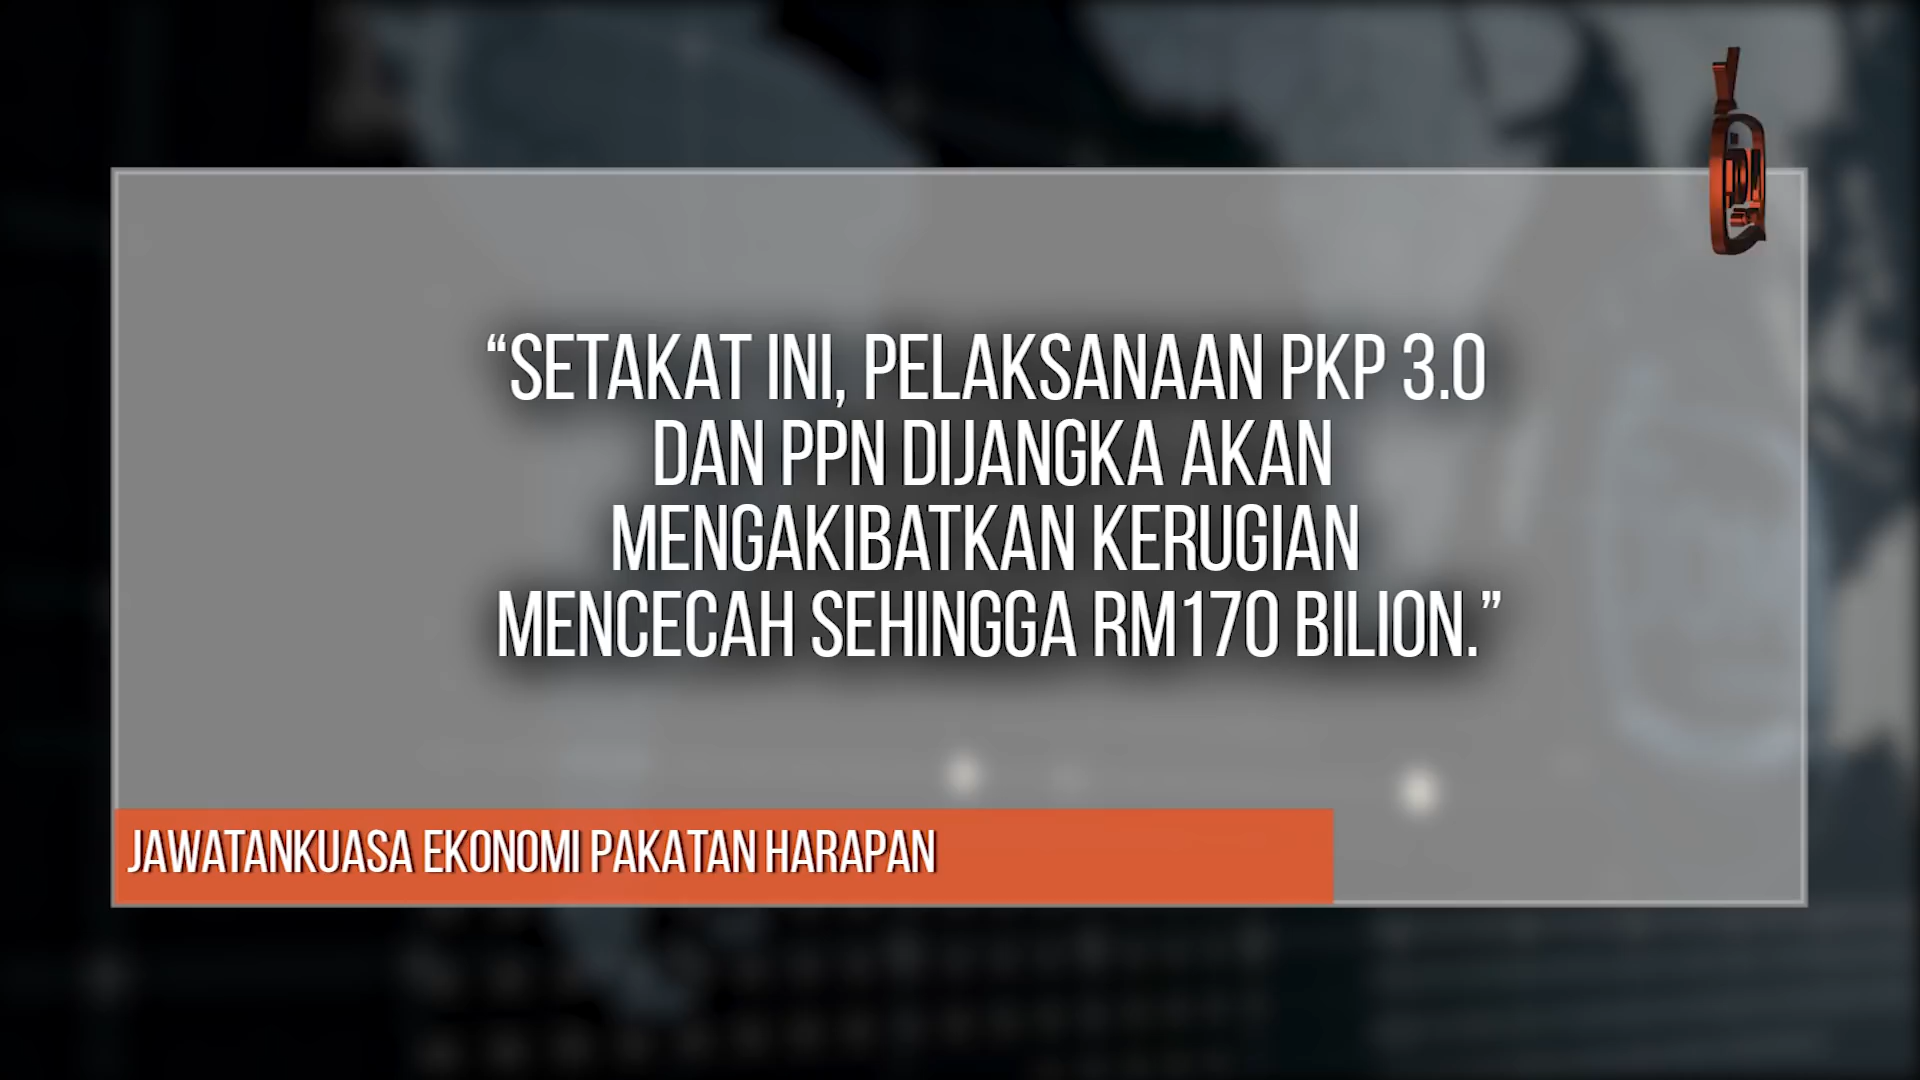 “SETAKAT INI, PELAKSANAAN PKP 3.0
DAN PPN DIJANGKA AKAN
MENGAKIBATKAN KERUGIAN
MENCECAH SEHINGGA RM170 BILION.”
JAWATANKUASA EKONOMI PAKATAN HARAPAN